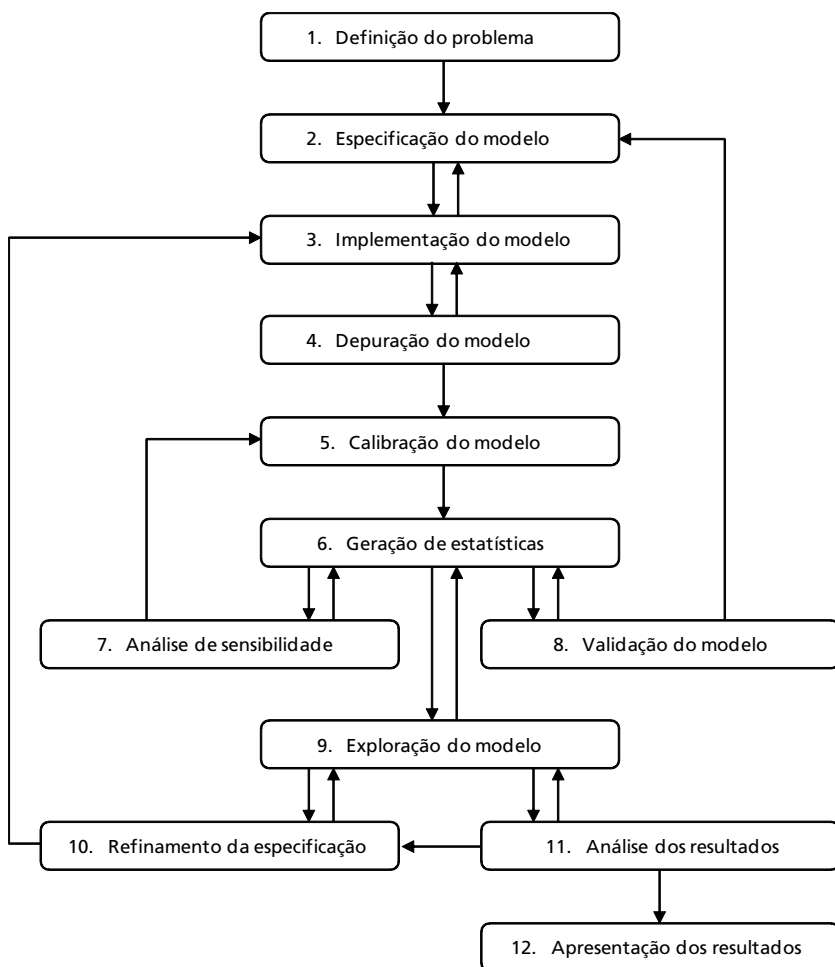 1. Definição do problema
2. Especificação do modelo
3. Implementação do modelo
4. Depuração do modelo
5. Calibração do modelo
6. Geração de estatísticas
7. Análise de sensibilidade
8. Validação do modelo
9. Exploração do modelo
10. Refinamento da especificação
11. Análise dos resultados
12. Apresentação dos resultados